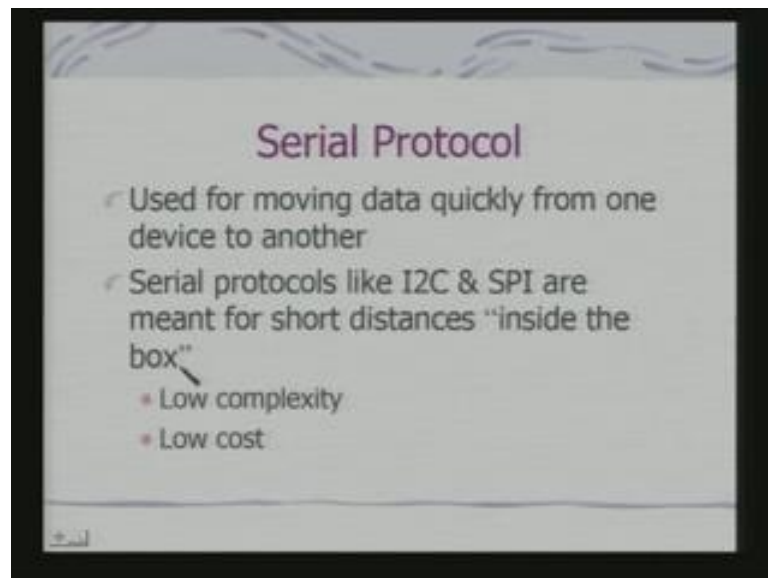 Serial Protocol
Used for moving data quickly from one
device to another
Serial protocols like I2C & SPI are
meant for short distances “inside the
box”
• Low complexity
• Low cost